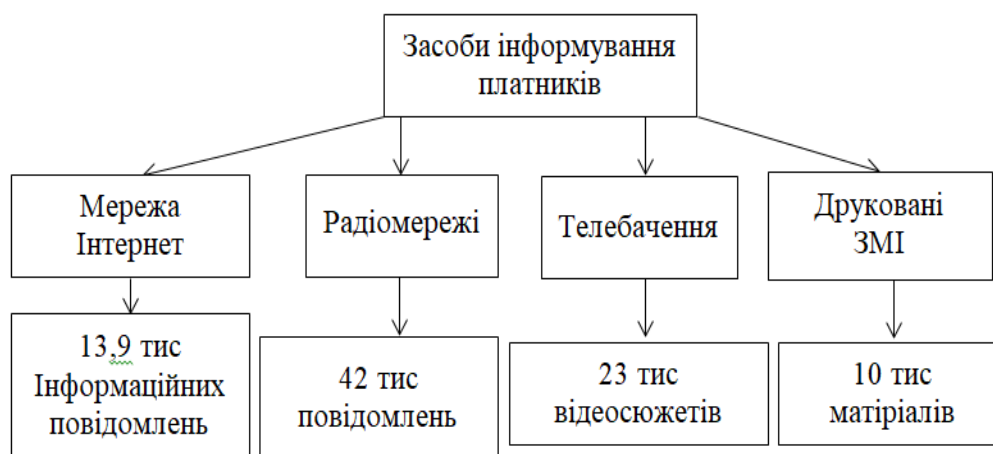 Засоби інформування
платників
Мережа
Інтернет
Радіомережі
Телебачення
Друковані
ЗМІ
13,9 тис
Інформаційних
повідомлень
42 тис
повідомлень
23 тис
відеосюжетів
10 тис
матіріалів